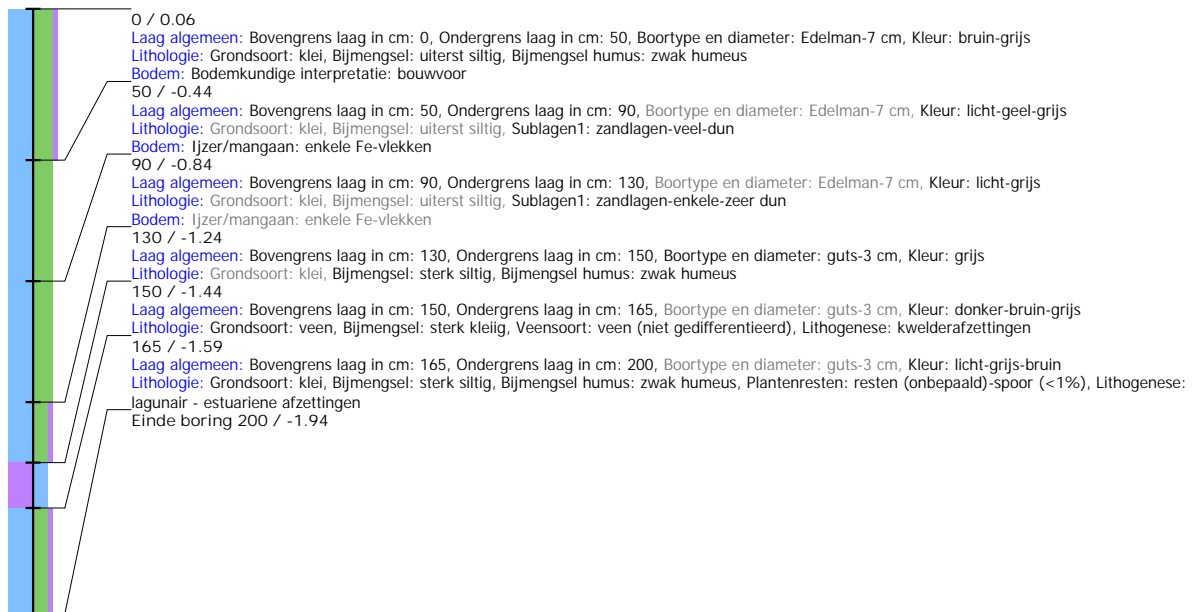 0 / 0.06
Laag algemeen: Bovengrens laag in cm: 0, Ondergrens laag in cm: 50, Boortype en diameter: Edelman-7 cm, Kleur: bruin-grijs
Lithologie: Grondsoort: klei, Bijmengsel: uiterst siltig, Bijmengsel humus: zwak humeus
Bodem: Bodemkundige interpretatie: bouwvoor
50 / -0.44
Laag algemeen: Bovengrens laag in cm: 50, Ondergrens laag in cm: 90, Boortype en diameter: Edelman-7 cm, Kleur: licht-geel-grijs
Lithologie: Grondsoort: klei, Bijmengsel: uiterst siltig, Sublagen1: zandlagen-veel-dun
Bodem: Ijzer/mangaan: enkele Fe-vlekken
90 / -0.84
Laag algemeen: Bovengrens laag in cm: 90, Ondergrens laag in cm: 130, Boortype en diameter: Edelman-7 cm, Kleur: licht-grijs
Lithologie: Grondsoort: klei, Bijmengsel: uiterst siltig, Sublagen1: zandlagen-enkele-zeer dun
Bodem: Ijzer/mangaan: enkele Fe-vlekken
130 / -1.24
Laag algemeen: Bovengrens laag in cm: 130, Ondergrens laag in cm: 150, Boortype en diameter: guts-3 cm, Kleur: grijs
Lithologie: Grondsoort: klei, Bijmengsel: sterk siltig, Bijmengsel humus: zwak humeus
150 / -1.44
Laag algemeen: Bovengrens laag in cm: 150, Ondergrens laag in cm: 165, Boortype en diameter: guts-3 cm, Kleur: donker-bruin-grijs
Lithologie: Grondsoort: veen, Bijmengsel: sterk kleiig, Veensoort: veen (niet gedifferentieerd), Lithogenese: kwelderafzettingen
165 / -1.59
Laag algemeen: Bovengrens laag in cm: 165, Ondergrens laag in cm: 200, Boortype en diameter: guts-3 cm, Kleur: licht-grijs-bruin
Lithologie: Grondsoort: klei, Bijmengsel: sterk siltig, Bijmengsel humus: zwak humeus, Plantenresten: resten (onbepaald)-spoor (<1%), Lithogenese:
lagunair - estuariene afzettingen
Einde boring 200 / -1.94